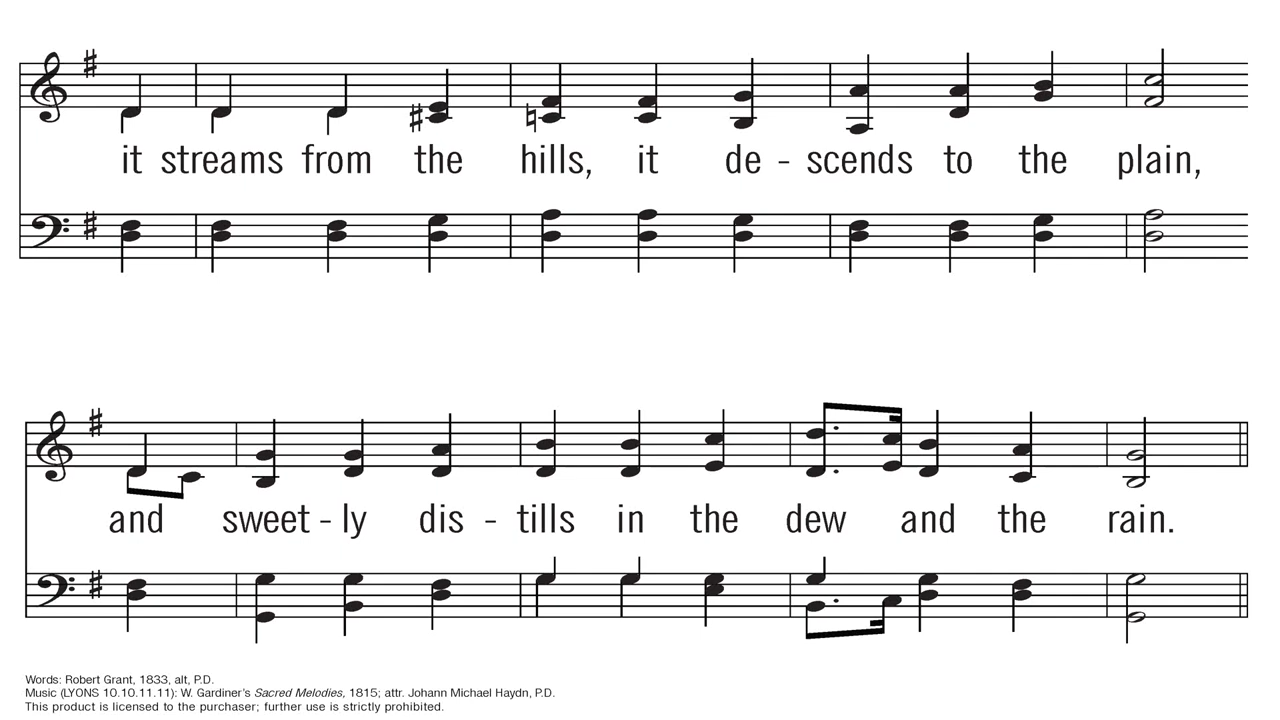 it streams from the hills, it de - scends to the plain,
and sweet - ly dis - tills in the dew and the rain.
Words: Robert Grant, 1833, alt, P.D.
Music (LYONS 10.10.11.11): W. Gardiner's Sacred Melodies, 1815; attr. Johann Michael Haydn, P.D.
This product is licensed to the purchaser; further use is strictly prohibited.